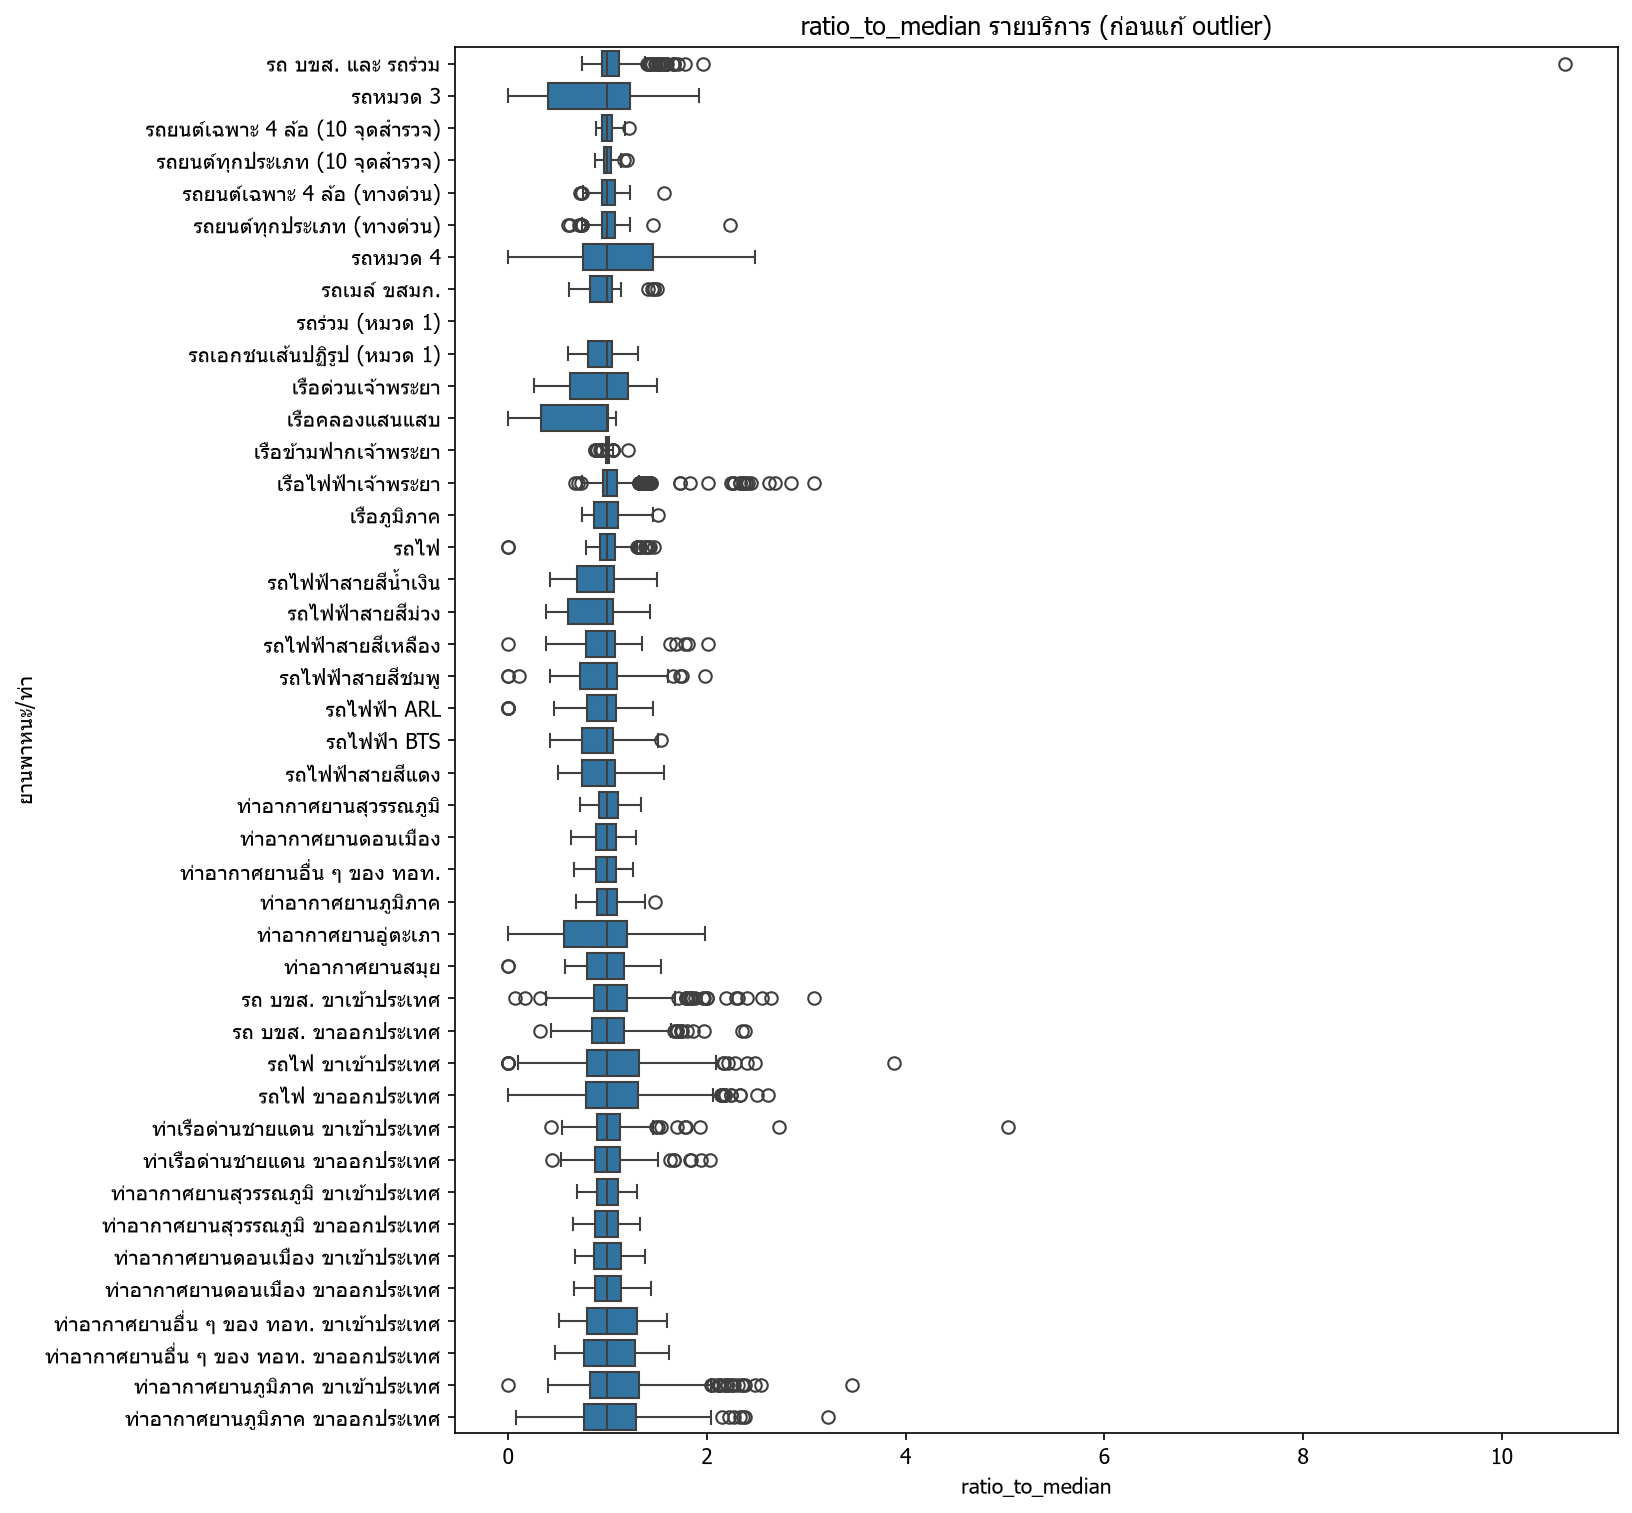 ratio_to_median รายบริการ (ก่อนแก้ outlier)
รถ บขส. และ รถร่วม
รถหมวด 3
รถยนต์เฉพาะ 4 ล้อ (10 จุดสำรวจ)
รถยนต์ทุกประเภท (10 จุดสำรวจ)
รถยนต์เฉพาะ 4 ล้อ (ทางด่วน)
รถยนต์ทุกประเภท (ทางด่วน)
รถหมวด 4
รถเมล์ ขสมก.
รถร่วม (หมวด 1)
รถเอกชนเส้นปฏิรูป (หมวด 1)
เรือด่วนเจ้าพระยา
เรือคลองแสนแสบ
เรือข้ามฟากเจ้าพระยา
เรือไฟฟ้าเจ้าพระยา
เรือภูมิภาค
รถไฟ
รถไฟฟ้าสายสีน้ำเงิน
รถไฟฟ้าสายสีม่วง
รถไฟฟ้าสายสีเหลือง
รถไฟฟ้าสายสีชมพู
รถไฟฟ้า ARL
รถไฟฟ้า BTS
รถไฟฟ้าสายสีแดง
ท่าอากาศยานสุวรรณภูมิ
ท่าอากาศยานดอนเมือง
ท่าอากาศยานอื่น ๆ ของ ทอท.
ท่าอากาศยานภูมิภาค
ท่าอากาศยานอู่ตะเภา
ท่าอากาศยานสมุย
รถ บขส. ขาเข้าประเทศ
รถ บขส. ขาออกประเทศ
รถไฟ ขาเข้าประเทศ
รถไฟ ขาออกประเทศ
ท่าเรือด่านชายแดน ขาเข้าประเทศ
ท่าเรือด่านชายแดน ขาออกประเทศ
ท่าอากาศยานสุวรรณภูมิ ขาเข้าประเทศ
ท่าอากาศยานสุวรรณภูมิ ขาออกประเทศ
ท่าอากาศยานดอนเมือง ขาเข้าประเทศ
ท่าอากาศยานดอนเมือง ขาออกประเทศ
ท่าอากาศยานอื่น ๆ ของ ทอท. ขาเข้าประเทศ
ท่าอากาศยานอื่น ๆ ของ ทอท. ขาออกประเทศ
ท่าอากาศยานภูมิภาค ขาเข้าประเทศ
ท่าอากาศยานภูมิภาค ขาออกประเทศ
ยานพาหนะ/ท่า
0 2 4 6 8 10
ratio_to_median